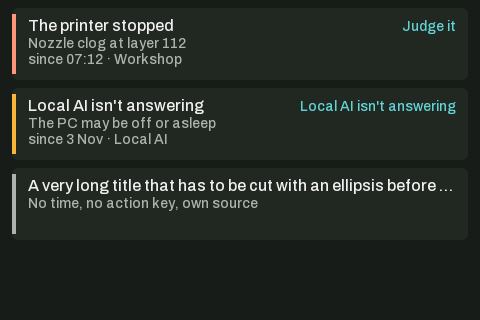 The printer stopped
Judge it
Nozzle clog at layer 112
since 07:12 · Workshop
Local AI isn't answering
Local AI isn't answering
The PC may be off or asleep
since 3 Nov · Local AI
A very long title that has to be cut with an ellipsis before …
No time, no action key, own source